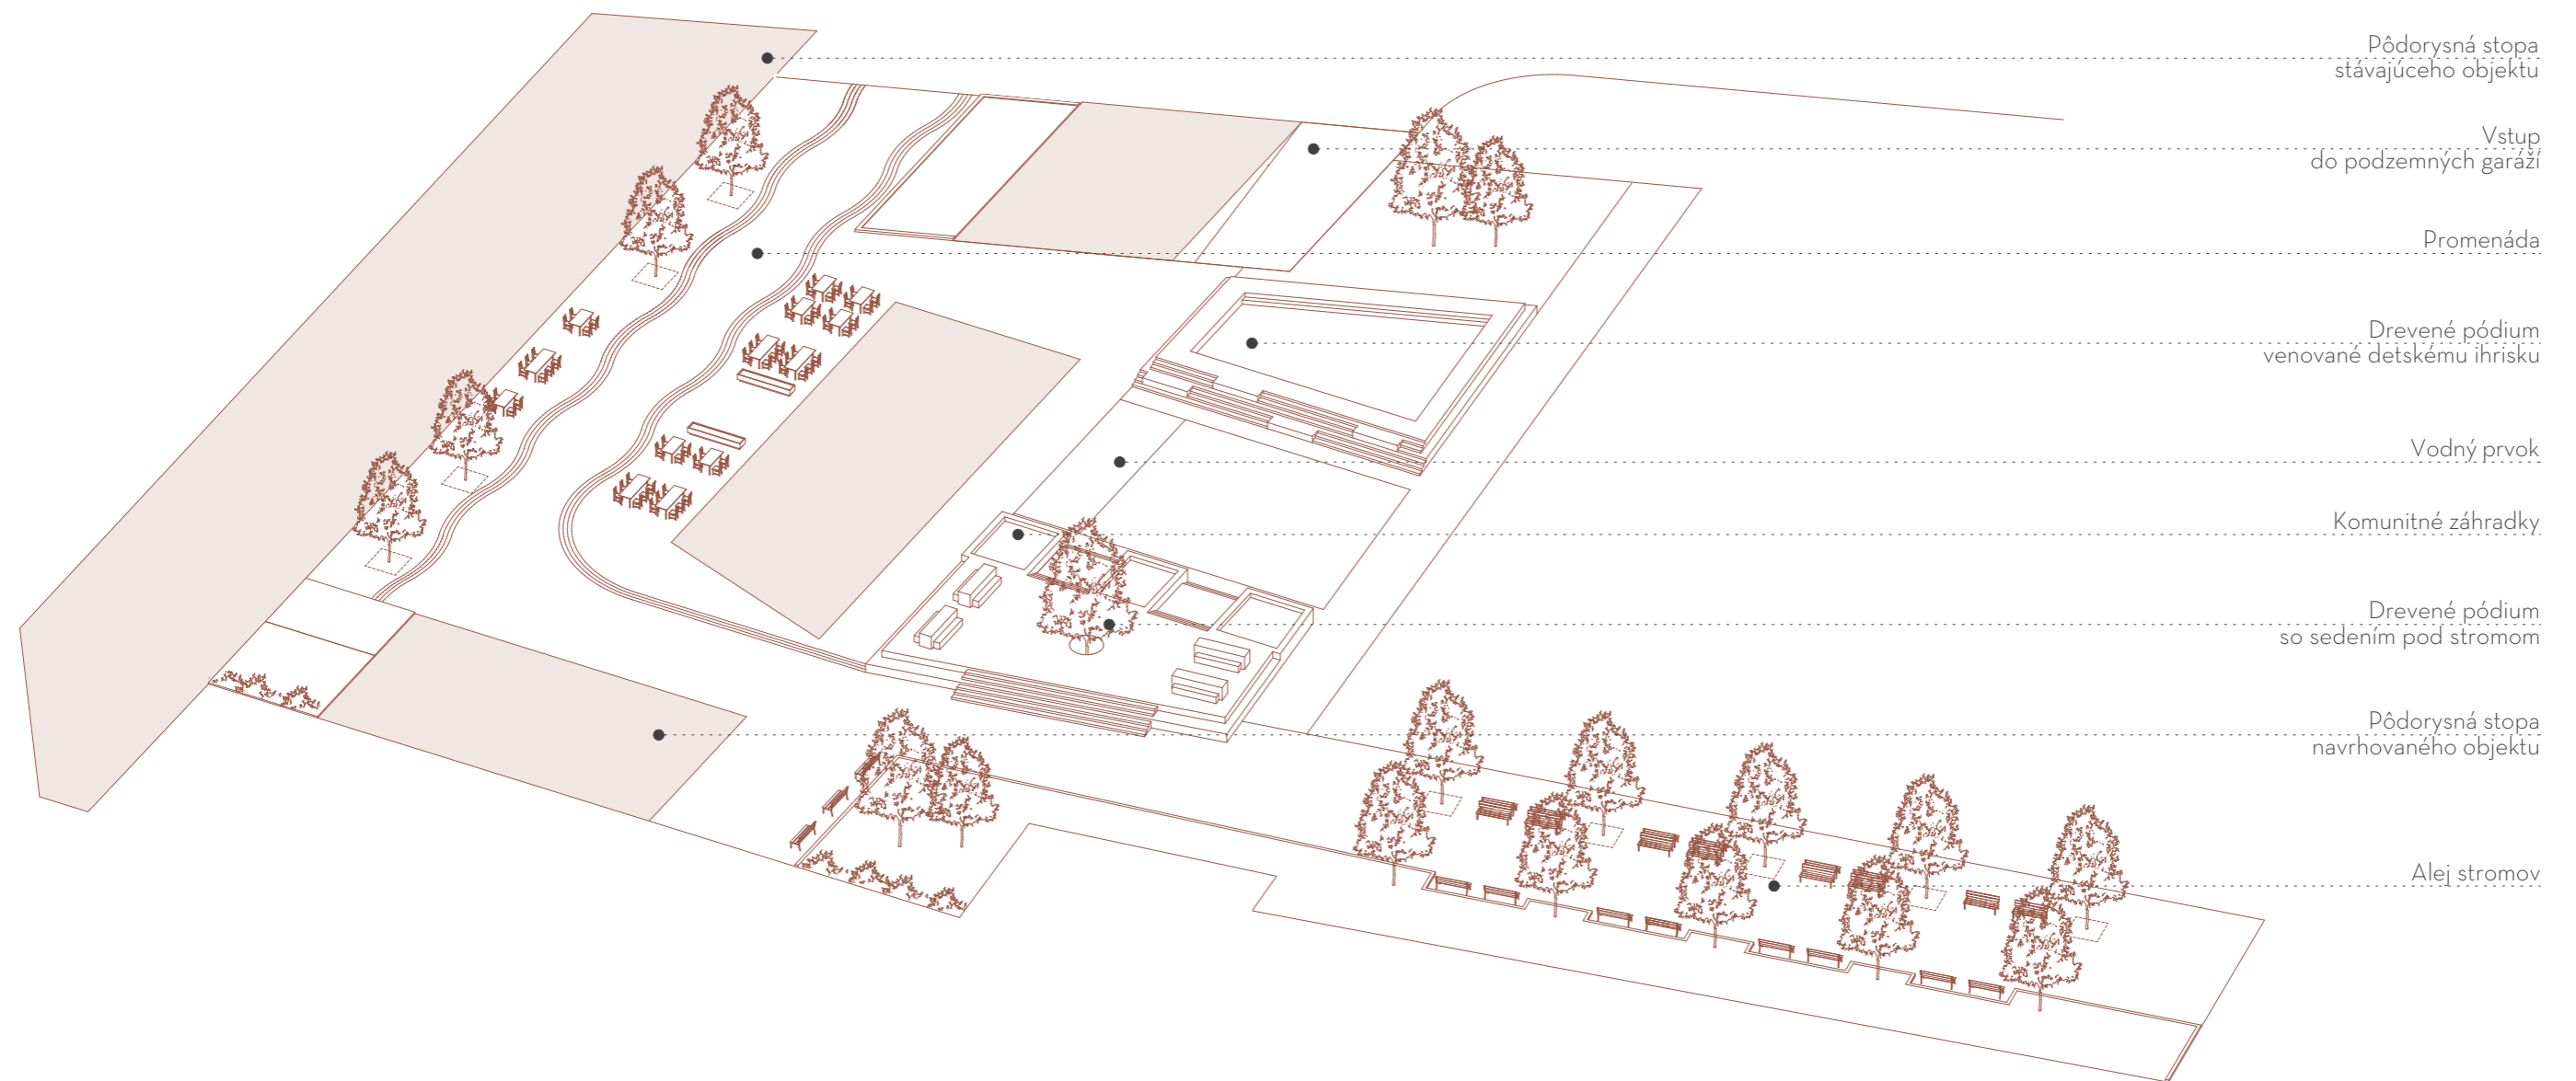 Pôdorysná stopa
stávajúceho objektu
Vstup
do podzemných garáží
Promenáda
Drevené pódium
venované detskému ihrisku
Vodný prvok
Komunitné záhradky
Drevené pódium
so sedením pod stromom
Pôdorysná stopa
navrhovaného objektu
Alej stromov